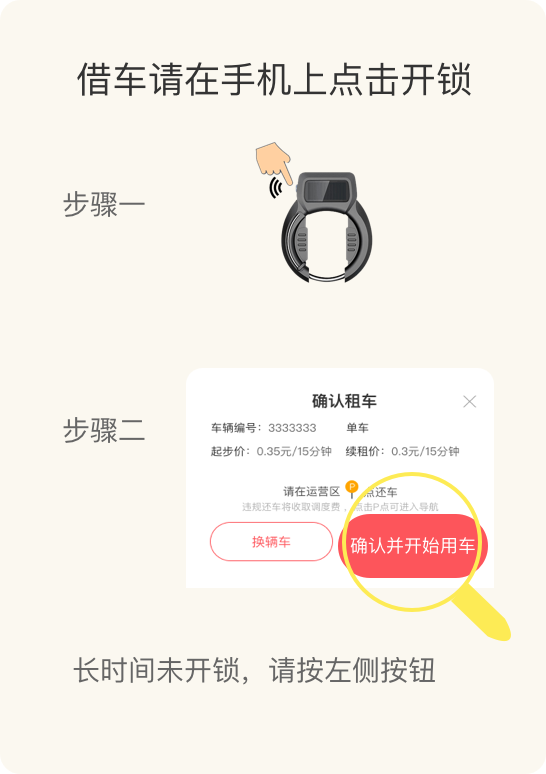 借车请在手机上点击开锁
步骤一
步骤二
确认租车
车辆编号：3333333 单车
起步价：0.35元/15分钟 续租价：0.3元/15分钟
请在运营区 P 点还车
违规还车将收取调度费，点击P点可进入导航
换辆车
确认并开始用车
长时间未开锁，请按左侧按钮